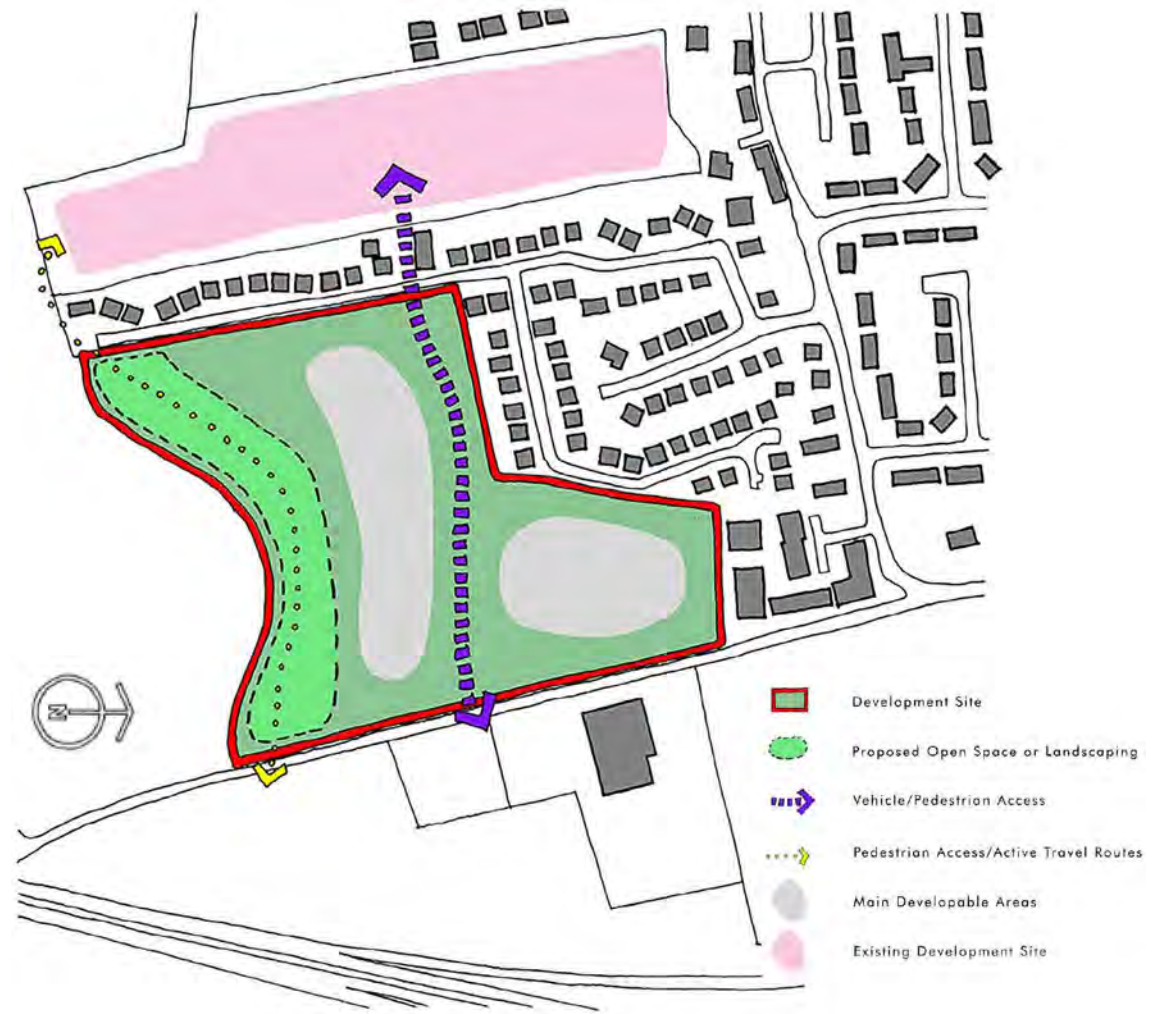 N
Development Site
Proposed Open Space or Landscaping
Vehicle/Pedestrian Access
Pedestrian Access/Active Travel Routes
Main Developable Areas
Existing Development Site